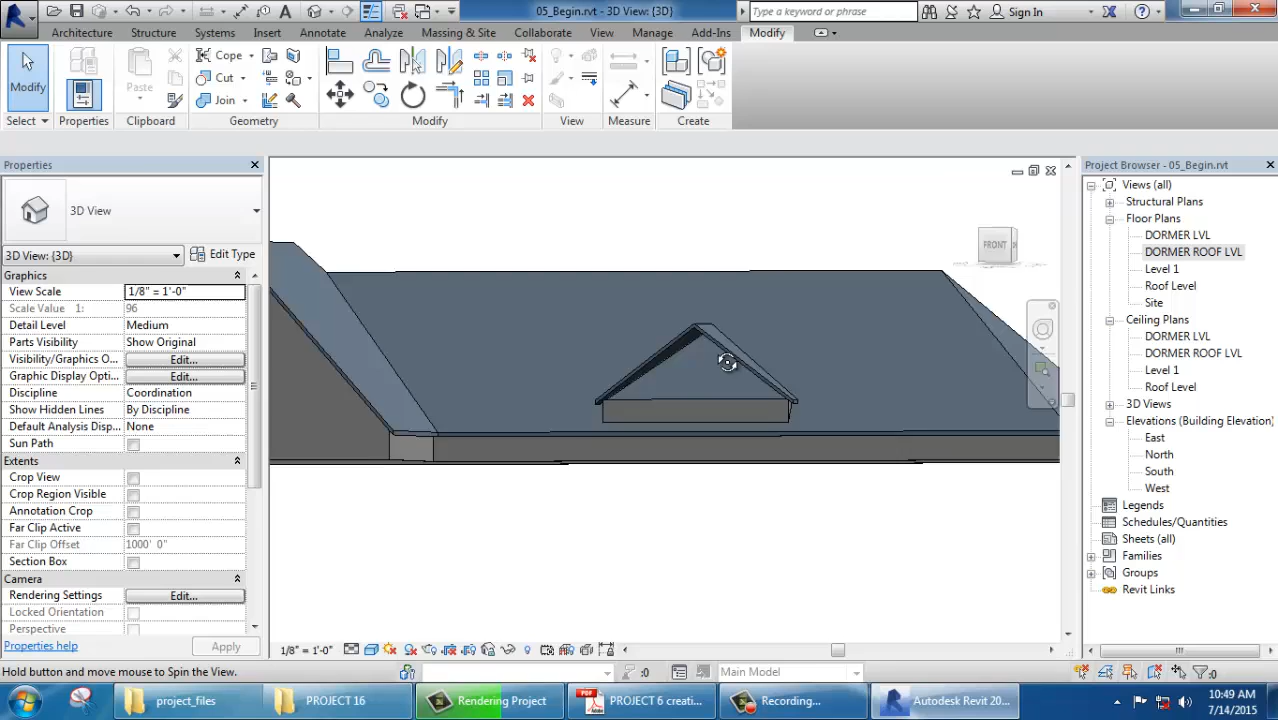 05_Begin.rvt - 3D View: {3D}
Type a keyword or phrase
Sign In
Architecture
Structure
Systems
Insert
Annotate
Analyze
Massing & Site
Collaborate
View
Manage
Add-Ins
Modify
Modify
Paste
Cope
Cut
Join
Select
Properties
Clipboard
Geometry
Modify
View
Measure
Create
Properties
3D View
3D View: {3D}
Edit Type
Graphics
View Scale 1/8" = 1'-0"
Scale Value 1: 96
Detail Level Medium
Parts Visibility Show Original
Visibility/Graphics O... Edit...
Graphic Display Opti... Edit...
Discipline Coordination
Show Hidden Lines By Discipline
Default Analysis Disp... None
Sun Path
Extents
Crop View
Crop Region Visible
Annotation Crop
Far Clip Active
Far Clip Offset 1000' 0"
Section Box
Camera
Rendering Settings Edit...
Locked Orientation
Perspective
Properties help
Apply
FRONT
1/8" = 1'-0"
Project Browser - 05_Begin.rvt
Views (all)
Structural Plans
Floor Plans
DORMER LVL
DORMER ROOF LVL
Level 1
Roof Level
Site
Ceiling Plans
DORMER LVL
DORMER ROOF LVL
Level 1
Roof Level
3D Views
Elevations (Building Elevation)
East
North
South
West
Legends
Schedules/Quantities
Sheets (all)
Families
Groups
Revit Links
Hold button and move mouse to Spin the View.
:0
Main Model
:0
project_files
PROJECT 16
Rendering Project
PROJECT 6 creati...
Recording...
Autodesk Revit 20...
10:49 AM
7/14/2015